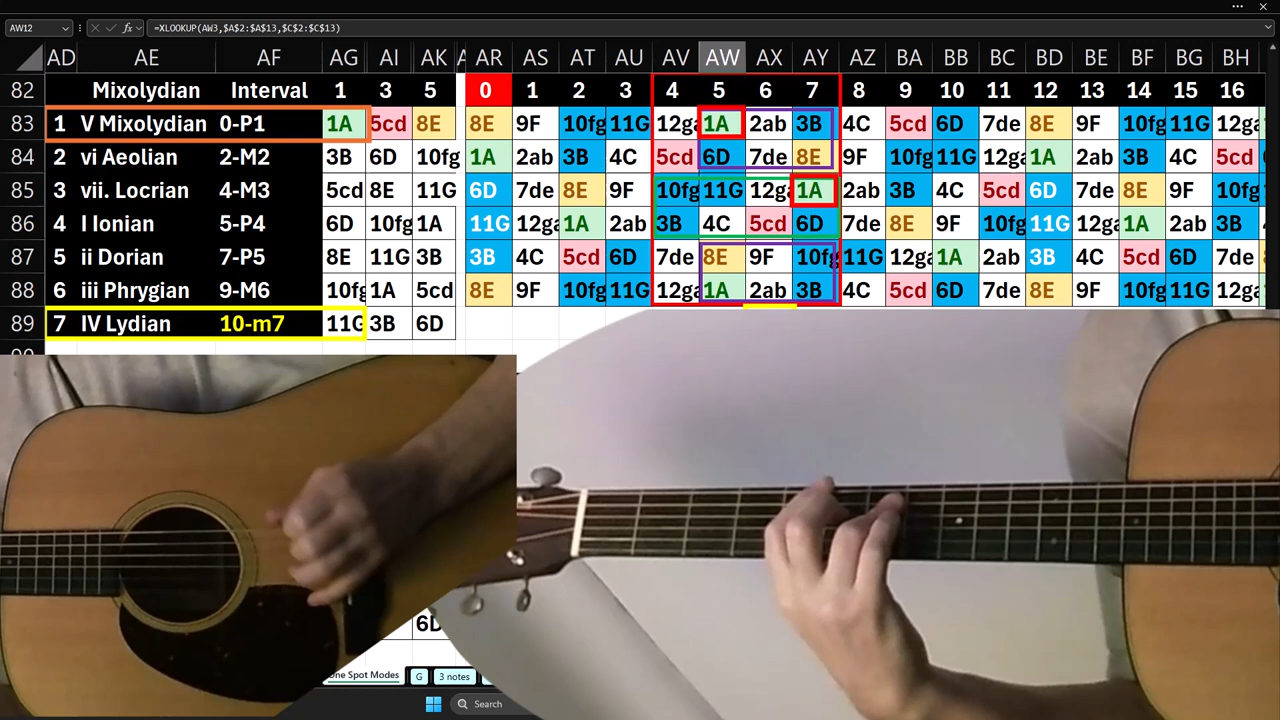 AW12 fx =XLOOKUP(AW3,$A$2:$A$13,$C$2:$C$13)
AD AE AF AG AI AK A AR AS AT AU AV AW AX AY AZ BA BB BC BD BE BF BG BH
82 Mixolydian Interval 1 3 5 0 1 2 3 4 5 6 7 8 9 10 11 12 13 14 15 16
83 1 V Mixolydian 0-P1 1A 5cd 8E 8E 9F 10fg 11G 12ga 1A 2ab 3B 4C 5cd 6D 7de 8E 9F 10fg 11G 12ga
84 2 vi Aeolian 2-M2 3B 6D 10fg 1A 2ab 3B 4C 5cd 6D 7de 8E 9F 10fg 11G 12ga 1A 2ab 3B 4C 5cd
85 3 vii. Locrian 4-M3 5cd 8E 11G 6D 7de 8E 9F 10fg 11G 12ga 1A 2ab 3B 4C 5cd 6D 7de 8E 9F 10fg
86 4 I Ionian 5-P4 6D 10fg 1A 11G 12ga 1A 2ab 3B 4C 5cd 6D 7de 8E 9F 10fg 11G 12ga 1A 2ab 3B
87 5 ii Dorian 7-P5 8E 11G 3B 3B 4C 5cd 6D 7de 8E 9F 10fg 11G 12ga 1A 2ab 3B 4C 5cd 6D 7de
88 6 iii Phrygian 9-M6 10fg 1A 5cd 8E 9F 10fg 11G 12ga 1A 2ab 3B 4C 5cd 6D 7de 8E 9F 10fg 11G 12ga
89 7 IV Lydian 10-m7 11G 3B 6D
6D
One Spot Modes G 3 notes
Search